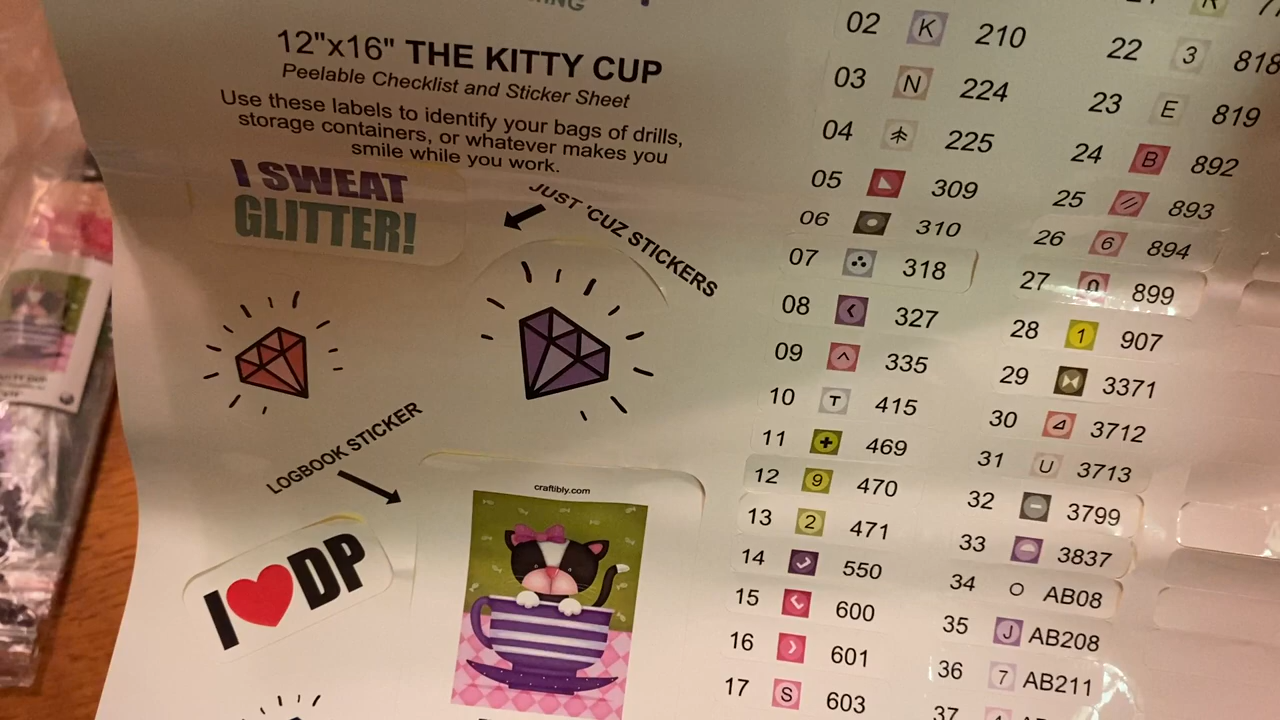 12"x16" THE KITTY CUP
Peelable Checklist and Sticker Sheet
Use these labels to identify your bags of drills,
storage containers, or whatever makes you
smile while you work.
I SWEAT
GLITTER!
JUST 'CUZ STICKERS
LOGBOOK STICKER
craftibly.com
I ❤ DP
02 K 210
03 N 224
04 225
05 309
06 310
07 318
08 327
09 335
10 T 415
11 469
12 9 470
13 2 471
14 550
15 600
16 601
17 S 603
22 3 818
23 E 819
24 B 892
25 893
26 6 894
27 899
28 1 907
29 3371
30 3712
31 U 3713
32 3799
33 3837
34 AB08
35 J AB208
36 7 AB211
37